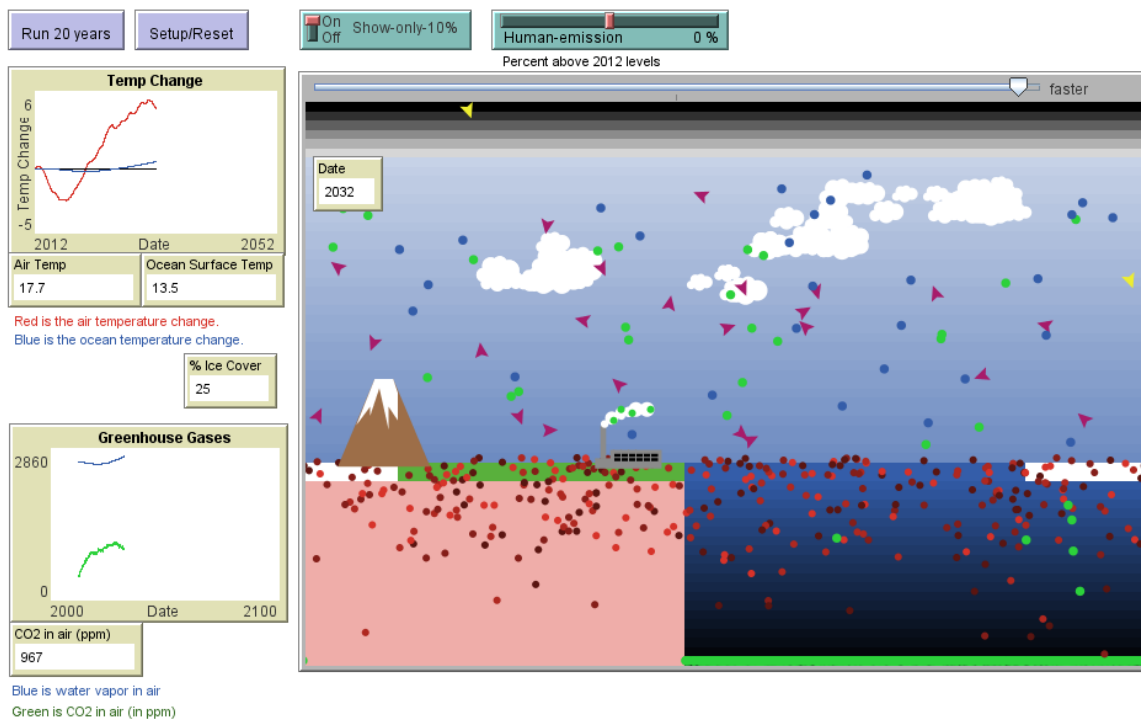 Run 20 years
Setup/Reset
On
Off
Show-only-10%
Human-emission
0 %
Percent above 2012 levels
faster
Temp Change
6
Temp Change
-5
2012
Date
2052
Date
2032
Air Temp
17.7
Ocean Surface Temp
13.5
Red is the air temperature change.
Blue is the ocean temperature change.
% Ice Cover
25
Greenhouse Gases
2860
0
2000
Date
2100
CO2 in air (ppm)
967
Blue is water vapor in air
Green is CO2 in air (in ppm)